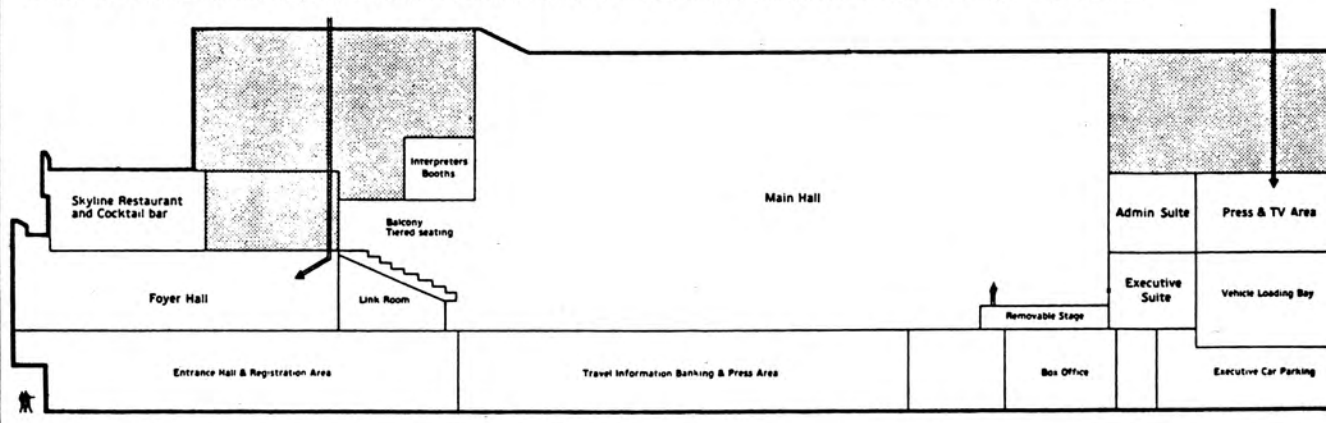 Interpreters
Booths
Skyline Restaurant
and Cocktail bar
Balcony
Tiered seating
Main Hall
Admin Suite
Press & TV Area
Foyer Hall
Link Room
Executive
Suite
Vehicle Loading Bay
Removable Stage
Entrance Hall & Registration Area
Travel Information Banking & Press Area
Box Office
Executive Car Parking